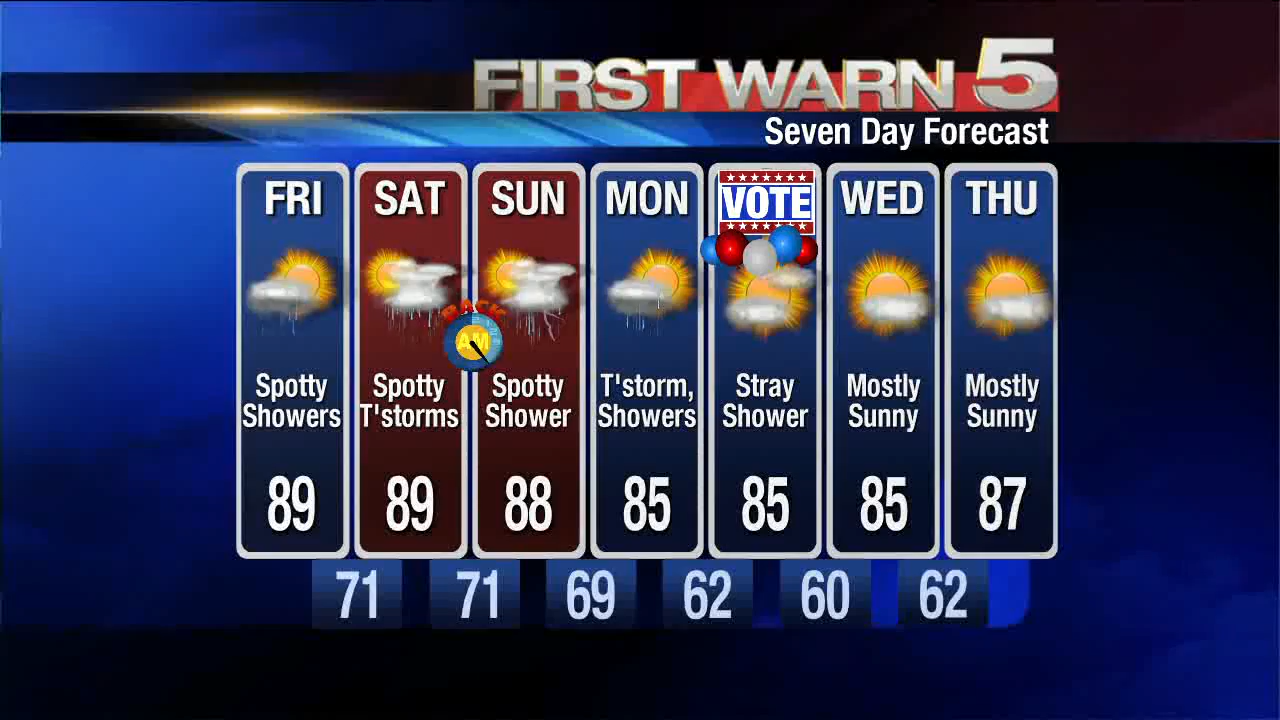 FIRST WARN 5
Seven Day Forecast
FRI SAT SUN MON VOTE WED THU
BACK
AM
Spotty Showers
Spotty T'storms
Spotty Shower
T'storm, Showers
Stray Shower
Mostly Sunny
Mostly Sunny
89 89 88 85 85 85 87
71 71 69 62 60 62